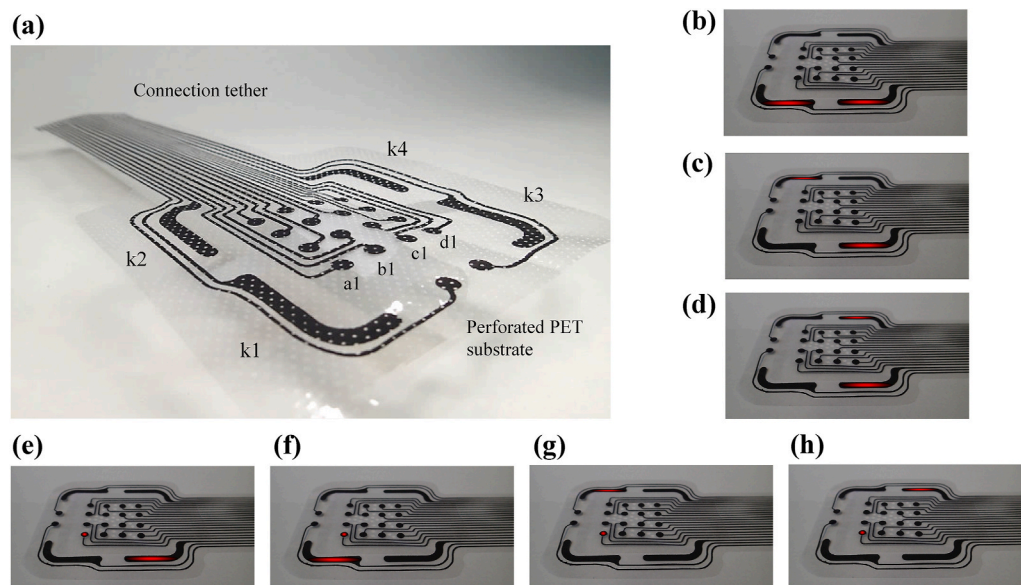 (a)
Connection tether
k4
k3
k2
d1
c1
b1
a1
k1
Perforated PET
substrate
(b)
(c)
(d)
(e)
(f)
(g)
(h)